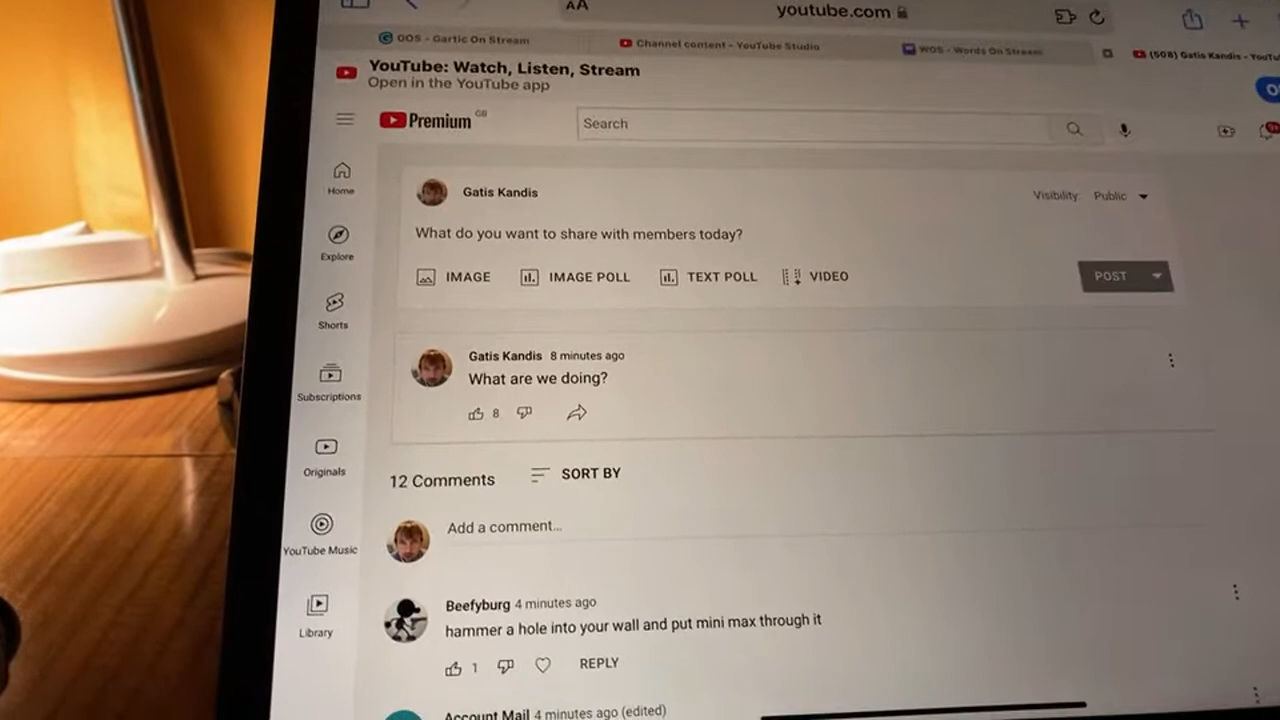 AA
youtube.com
OOS - Gartic On Stream
Channel content - YouTube Studio
WOS - Words On Stream
(508) Gatis Kandis - YouTu
YouTube: Watch, Listen, Stream
Open in the YouTube app
Premium GB
Search
Home
Explore
Shorts
Subscriptions
Originals
YouTube Music
Library
Gatis Kandis
Visibility: Public
What do you want to share with members today?
IMAGE
IMAGE POLL
TEXT POLL
VIDEO
POST
Gatis Kandis 8 minutes ago
What are we doing?
8
12 Comments
SORT BY
Add a comment...
Beefyburg 4 minutes ago
hammer a hole into your wall and put mini max through it
1
REPLY
Account Mail 4 minutes ago (edited)